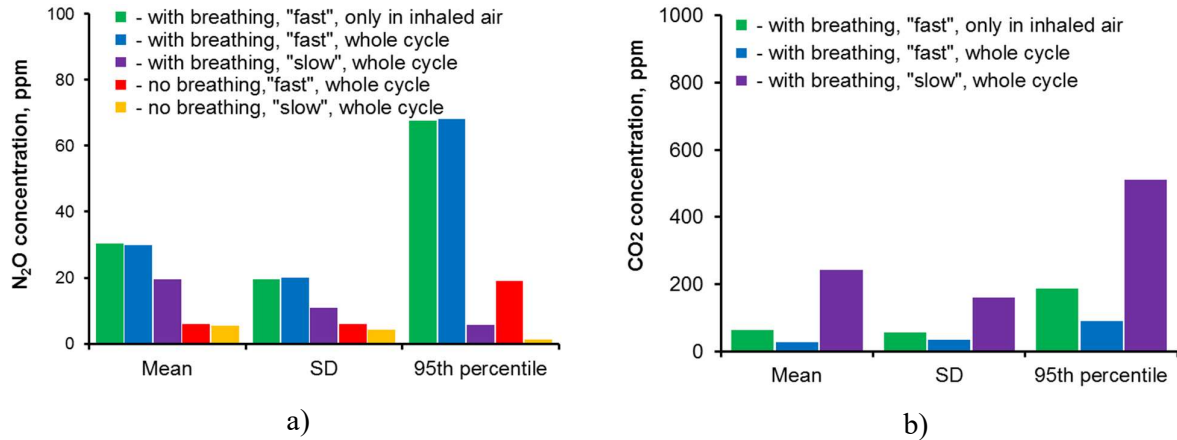 100
80
60
40
20
0
N₂O concentration, ppm
- with breathing, "fast", only in inhaled air
- with breathing, "fast", whole cycle
- with breathing, "slow", whole cycle
- no breathing,"fast", whole cycle
- no breathing, "slow", whole cycle
Mean SD 95th percentile
a)
1000
800
600
400
200
0
CO2 concentration, ppm
- with breathing, "fast", only in inhaled air
- with breathing, "fast", whole cycle
- with breathing, "slow", whole cycle
Mean SD 95th percentile
b)